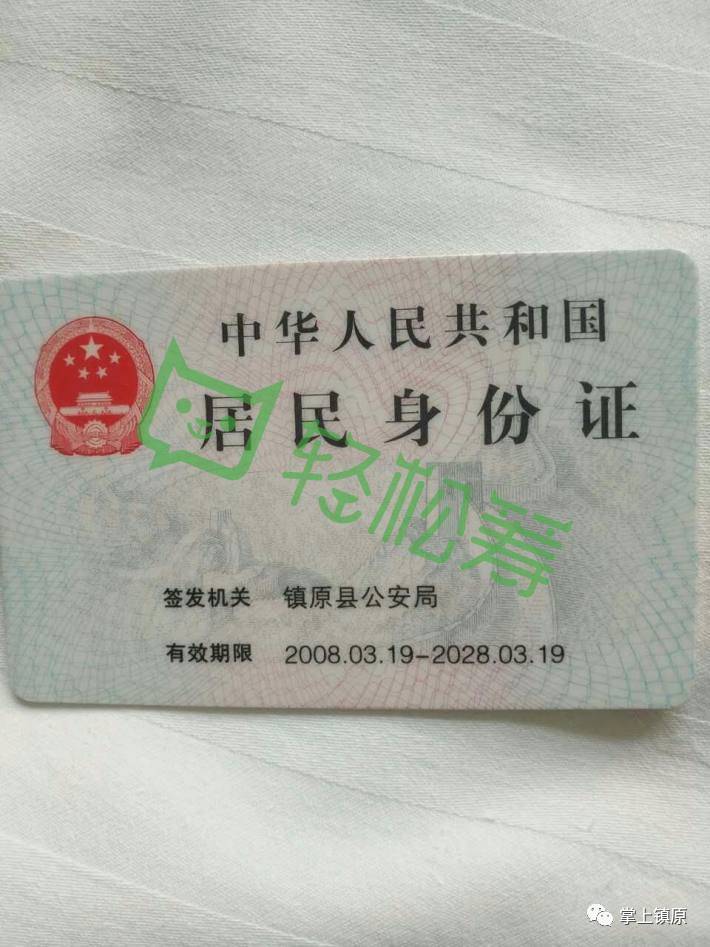 中华人民共和国
居民身份证
轻松筹
签发机关 镇原县公安局
有效期限 2008.03.19-2028.03.19
掌上镇原